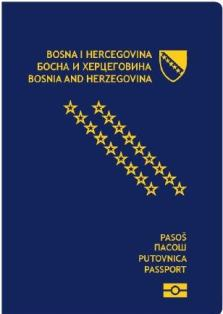 BOSNA I HERCEGOVINA
БОСНА И ХЕРЦЕГОВИНА
BOSNIA AND HERZEGOVINA
PASOŠ
ПАСОШ
PUTOVNICA
PASSPORT